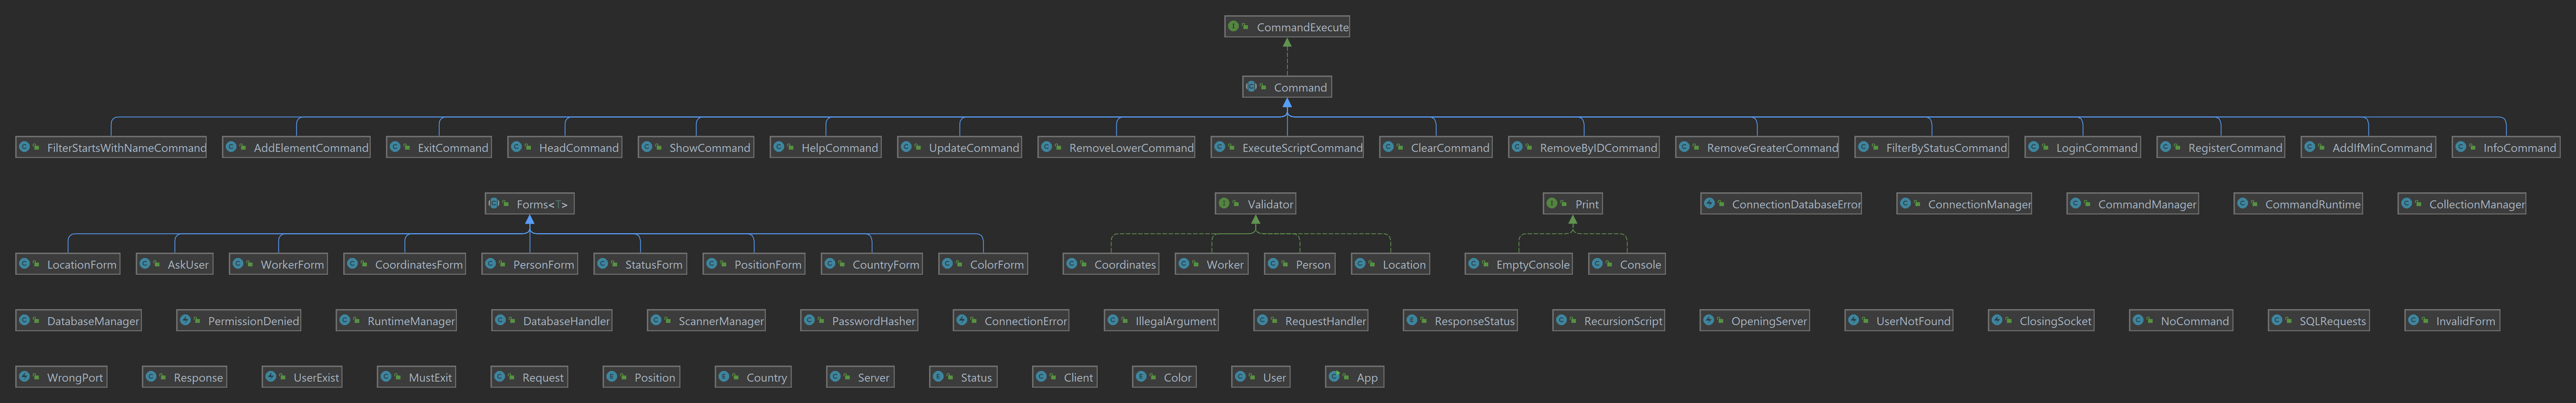 CommandExecute
Command
FilterStartsWithNameCommand AddElementCommand ExitCommand HeadCommand ShowCommand HelpCommand UpdateCommand RemoveLowerCommand ExecuteScriptCommand ClearCommand RemoveByIDCommand RemoveGreaterCommand FilterByStatusCommand LoginCommand RegisterCommand AddIfMinCommand InfoCommand
Forms<T> Validator Print ConnectionDatabaseError ConnectionManager CommandManager CommandRuntime CollectionManager
LocationForm AskUser WorkerForm CoordinatesForm PersonForm StatusForm PositionForm CountryForm ColorForm Coordinates Worker Person Location EmptyConsole Console
DatabaseManager PermissionDenied RuntimeManager DatabaseHandler ScannerManager PasswordHasher ConnectionError IllegalArgument RequestHandler ResponseStatus RecursionScript OpeningServer UserNotFound ClosingSocket NoCommand SQLRequests InvalidForm
WrongPort Response UserExist MustExit Request Position Country Server Status Client Color User App